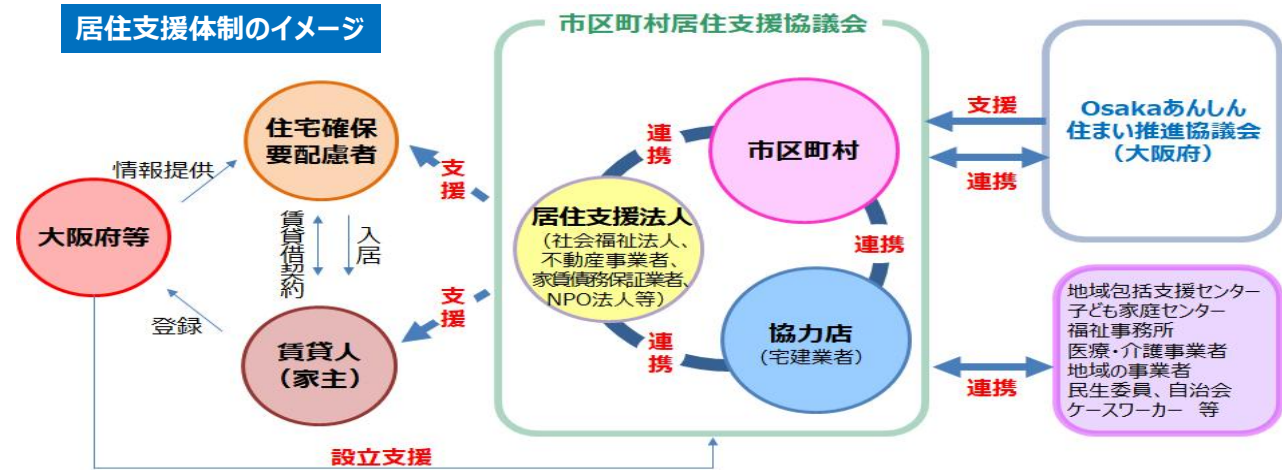 居住支援体制のイメージ
市区町村居住支援協議会
住宅確保
要配慮者
情報提供
大阪府等
賃貸借契約
入居
登録
賃貸人
（家主）
支援
支援
設立支援
連携
市区町村
居住支援法人
（社会福祉法人、
不動産事業者、
家賃債務保証業者、
NPO法人等）
連携
連携
協力店
（宅建業者）
支援
連携
Osakaあんしん
住まい推進協議会
（大阪府）
連携
地域包括支援センター
子ども家庭センター
福祉事務所
医療・介護事業者
地域の事業者
民生委員、自治会
ケースワーカー　等